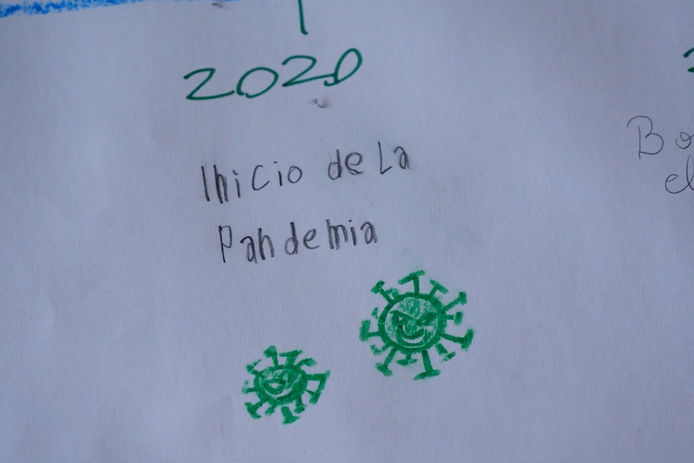 2020
Inicio de La
Pandemia